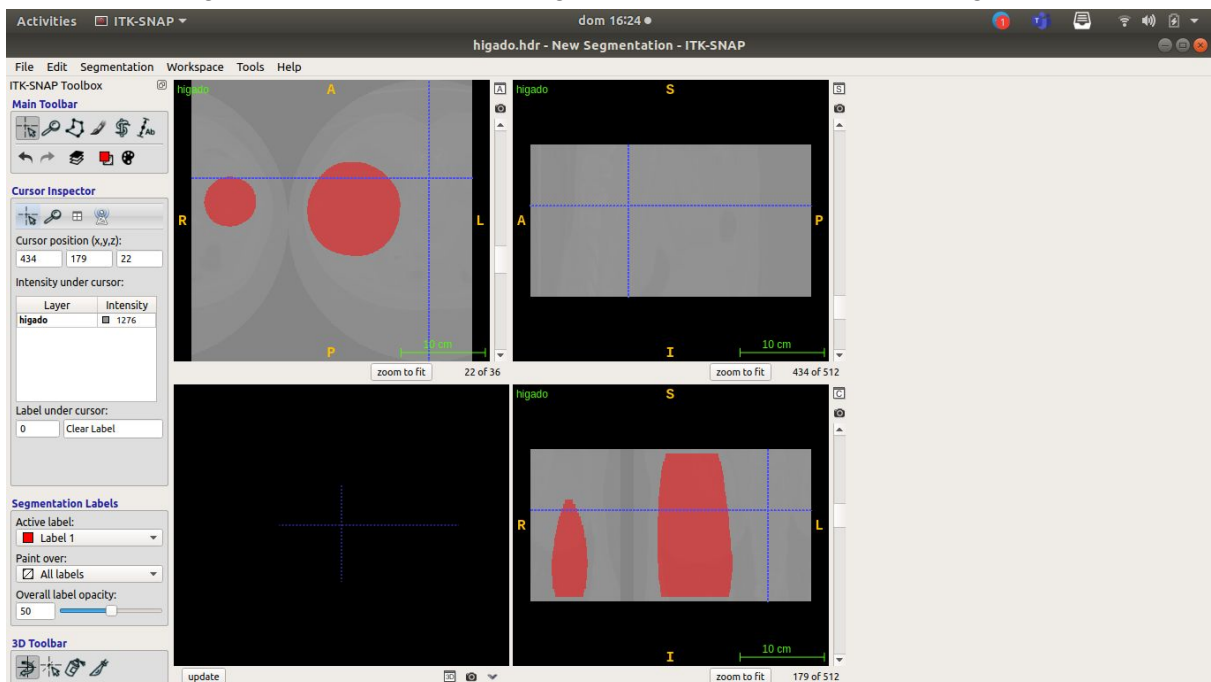 Activities ITK-SNAP dom 16:24
1
higado.hdr - New Segmentation - ITK-SNAP
File Edit Segmentation Workspace Tools Help
ITK-SNAP Toolbox
Main Toolbar
Ab
Cursor Inspector
Cursor position (x,y,z):
434 179 22
Intensity under cursor:
Layer Intensity
higado 1276
Label under cursor:
0 Clear Label
Segmentation Labels
Active label:
Label 1
Paint over:
All labels
Overall label opacity:
50
3D Toolbar
higado A A
R L
P 10 cm
zoom to fit 22 of 36
higado S S
A P
I 10 cm
zoom to fit 434 of 512
update 3D
higado S C
R L
I 10 cm
zoom to fit 179 of 512